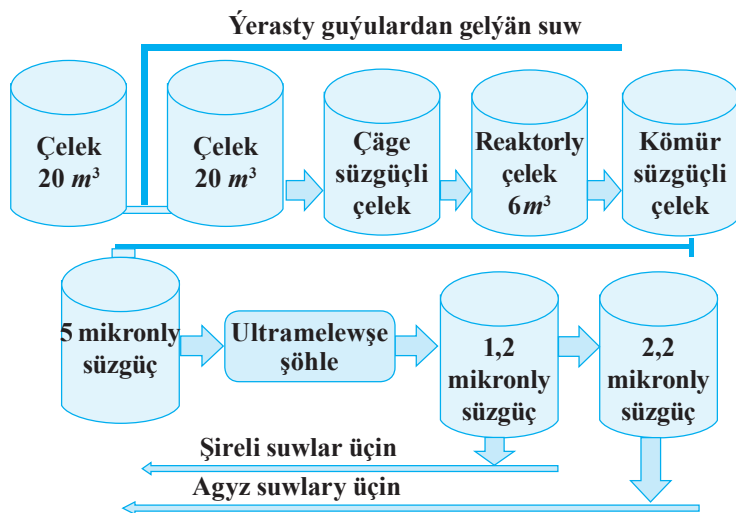 Ýerasty guýulardan gelýän suw
Çelek
20 m³
Çelek
20 m³
Çäge
süzgüçli
çelek
Reaktorly
çelek
6m³
Kömür
süzgüçli
çelek
5 mikronly
süzgüç
Ultramelewşe
şöhle
1,2
mikronly
süzgüç
2,2
mikronly
süzgüç
Şireli suwlar üçin
Agyz suwlary üçin